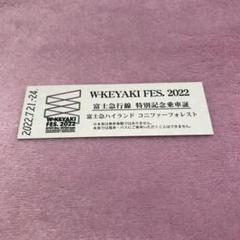 2022.7.21-24.
W-KEYAKI
FES. 2022
W-KEYAKI FES. 2022
富士急行線 特別記念乗車証
富士急ハイランド コニファーフォレスト